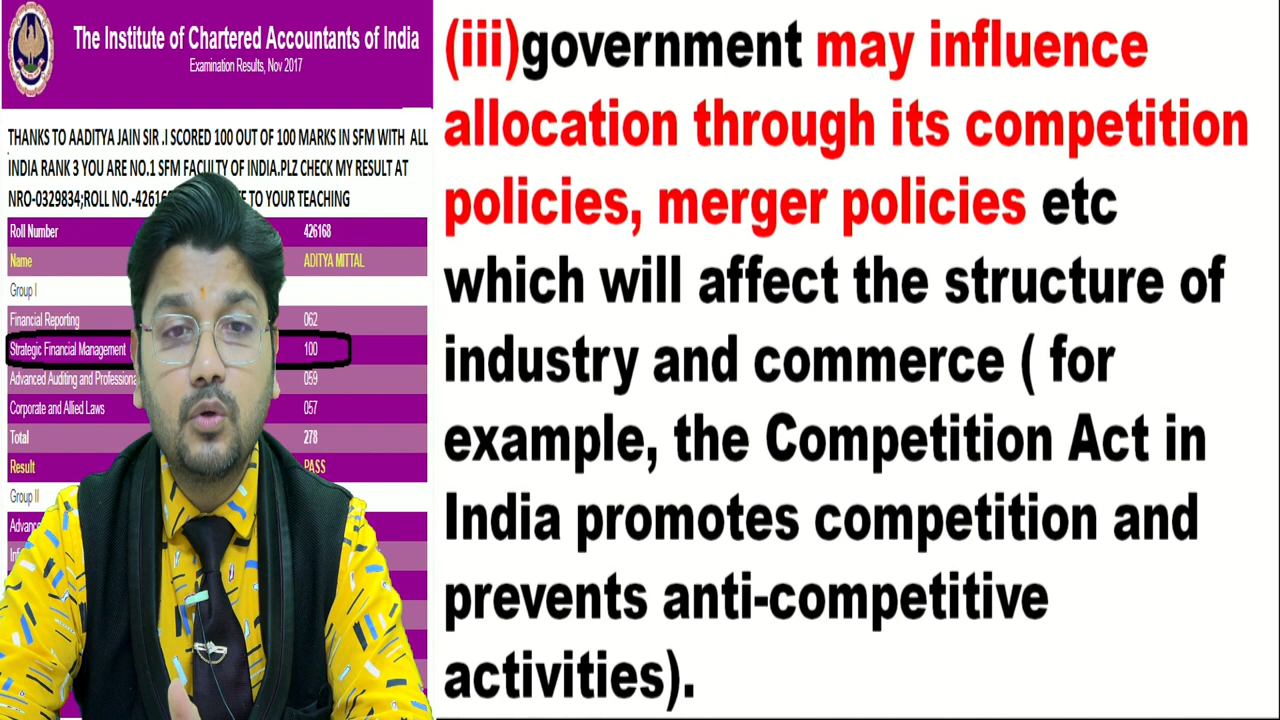 The Institute of Chartered Accountants of India
Examination Results, Nov 2017
THANKS TO AADITYA JAIN SIR .I SCORED 100 OUT OF 100 MARKS IN SFM WITH ALL
INDIA RANK 3 YOU ARE NO.1 SFM FACULTY OF INDIA.PLZ CHECK MY RESULT AT
NRO-0329834;ROLL NO.- TO YOUR TEACHING
Roll Number 426168
Name ADITYA MITTAL
Group I
Financial Reporting 062
Strategic Financial Management 100
Advanced Auditing and 059
Corporate and Allied Laws 057
Total 278
Result PASS
Group II
(iii)government may influence
allocation through its competition
policies, merger policies etc
which will affect the structure of
industry and commerce ( for
example, the Competition Act in
India promotes competition and
prevents anti-competitive
activities).